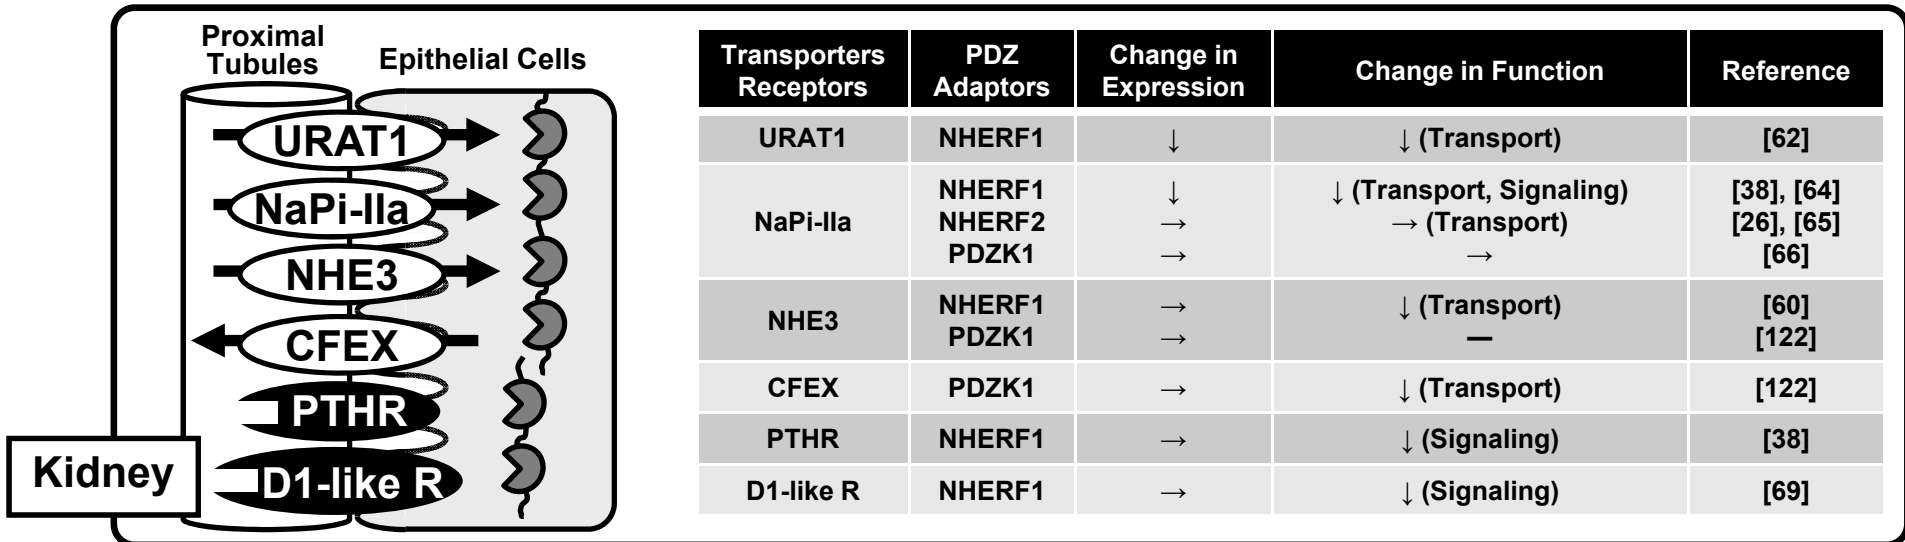 Proximal
Tubules
Epithelial Cells
URAT1
NaPi-IIa
NHE3
CFEX
PTHR
D1-like R
Kidney
Transporters Receptors | PDZ Adaptors | Change in Expression | Change in Function | Reference
URAT1 | NHERF1 | ↓ | ↓ (Transport) | [62]
NaPi-IIa | NHERF1 | ↓ | ↓ (Transport, Signaling) | [38], [64]
NHERF2 | → | → (Transport) | [26], [65]
PDZK1 | → | → | [66]
NHE3 | NHERF1 | → | ↓ (Transport) | [60]
PDZK1 | → | — | [122]
CFEX | PDZK1 | → | ↓ (Transport) | [122]
PTHR | NHERF1 | → | ↓ (Signaling) | [38]
D1-like R | NHERF1 | → | ↓ (Signaling) | [69]